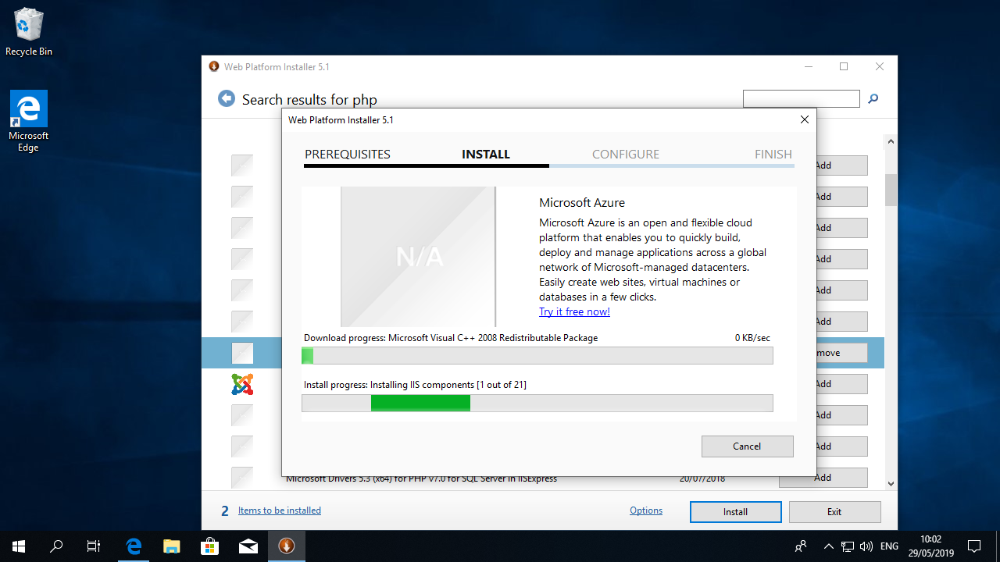 Recycle Bin
Microsoft
Edge
Web Platform Installer 5.1
Search results for php
Web Platform Installer 5.1
PREREQUISITES INSTALL CONFIGURE FINISH
N/A
Microsoft Azure
Microsoft Azure is an open and flexible cloud
platform that enables you to quickly build,
deploy and manage applications across a global
network of Microsoft-managed datacenters.
Easily create web sites, virtual machines or
databases in a few clicks.
Try it free now!
Download progress: Microsoft Visual C++ 2008 Redistributable Package 0 KB/sec
Install progress: Installing IIS components [1 out of 21]
Cancel
Add
Add
Add
Add
Add
Add
move
Add
Add
Add
Microsoft Drivers 5.3 (x64) for PHP v7.0 for SQL Server in IISExpress 20/07/2018 Add
2 Items to be installed Options Install Exit
ENG
10:02
29/05/2019